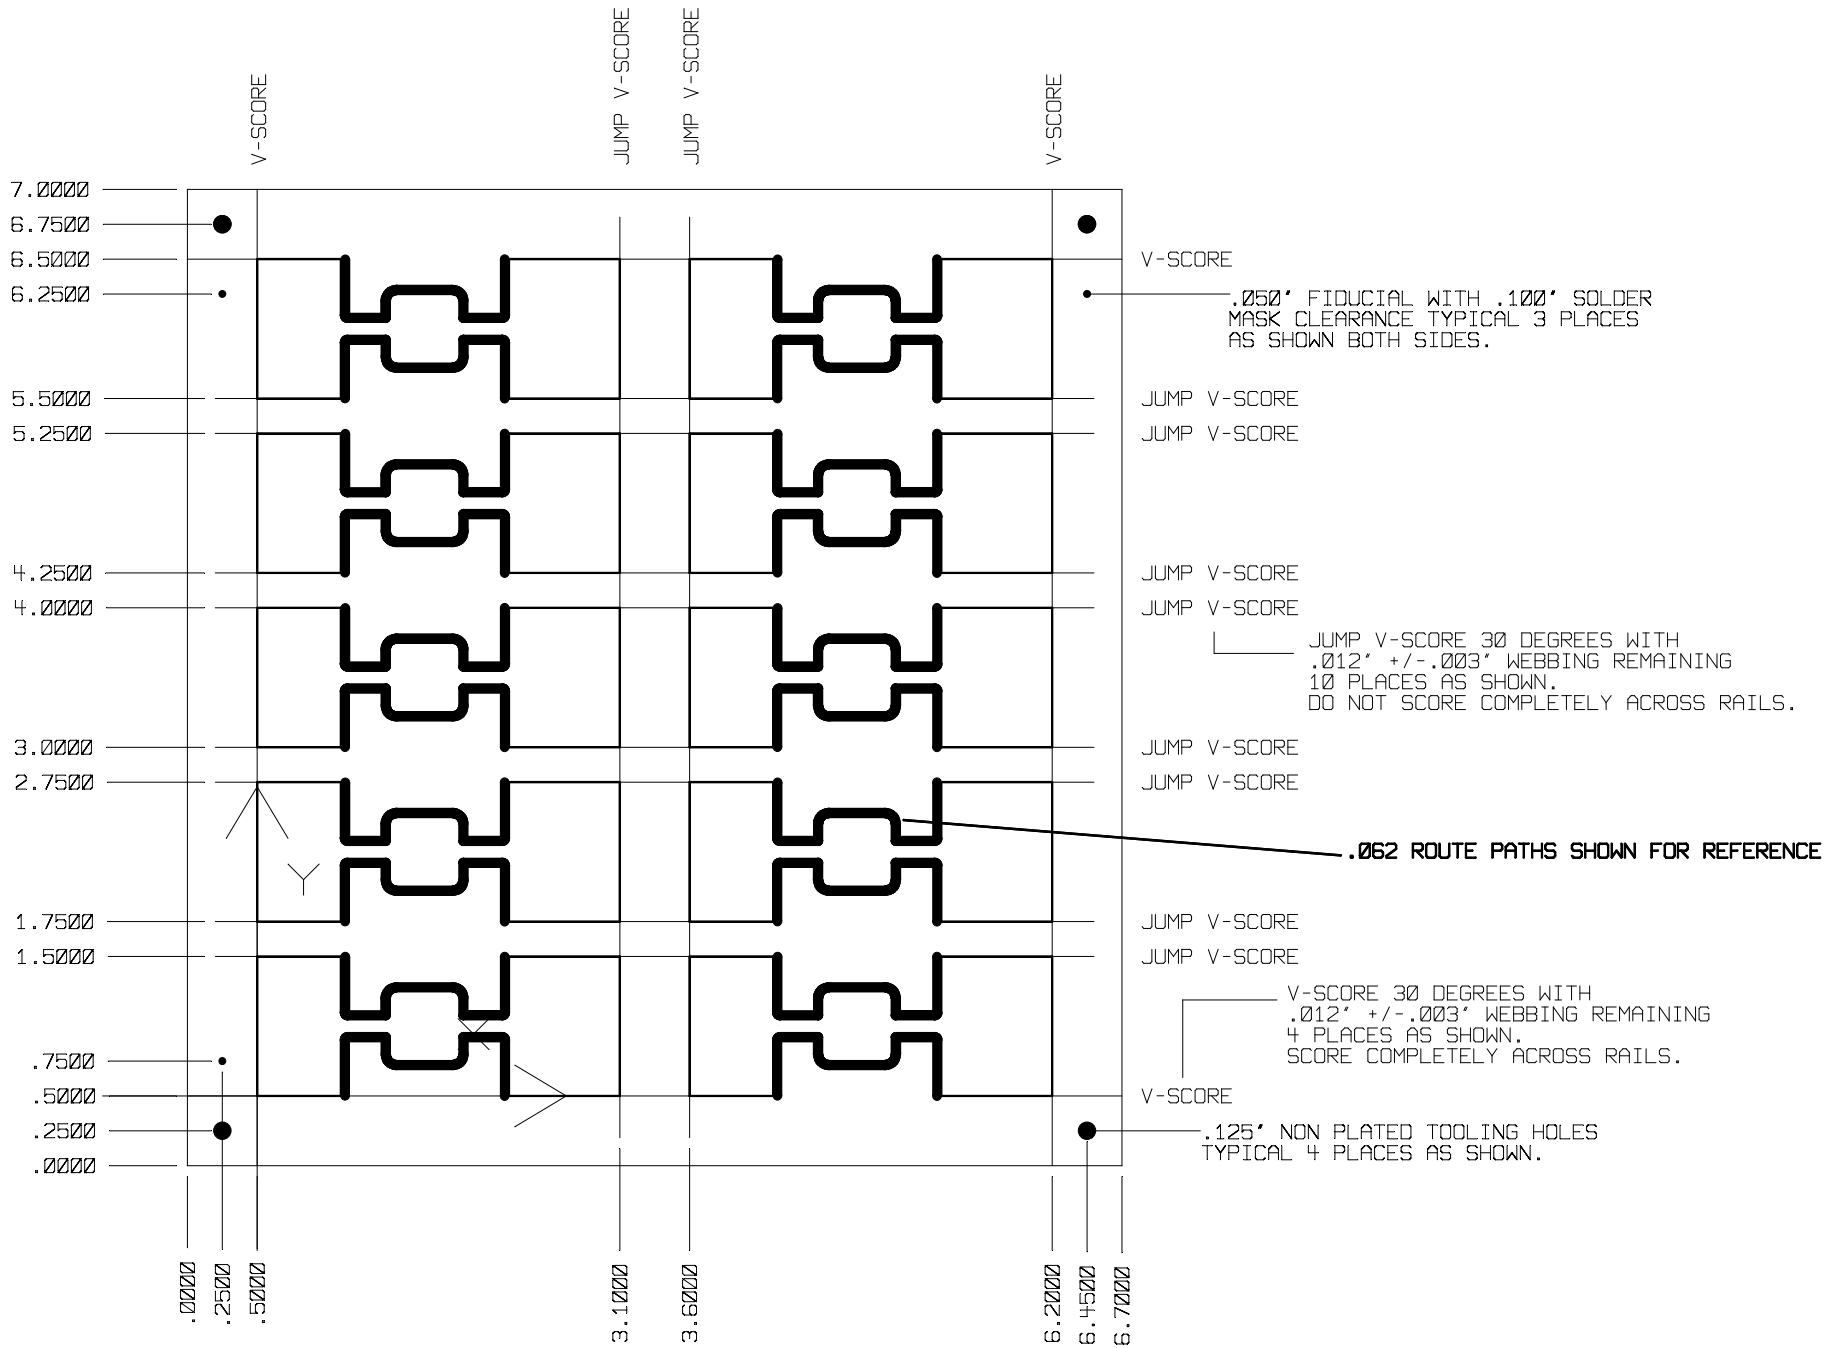 V-SCORE
JUMP V-SCORE
JUMP V-SCORE
V-SCORE
7.0000
6.7500
6.5000
6.2500
5.5000
5.2500
4.2500
4.0000
3.0000
2.7500
1.7500
1.5000
.7500
.5000
.2500
.0000
V-SCORE
.050" FIDUCIAL WITH .100" SOLDER
MASK CLEARANCE TYPICAL 3 PLACES
AS SHOWN BOTH SIDES.
JUMP V-SCORE
JUMP V-SCORE
JUMP V-SCORE
JUMP V-SCORE
JUMP V-SCORE 30 DEGREES WITH
.012" +/-.003" WEBBING REMAINING
10 PLACES AS SHOWN.
DO NOT SCORE COMPLETELY ACROSS RAILS.
JUMP V-SCORE
JUMP V-SCORE
.062 ROUTE PATHS SHOWN FOR REFERENCE
JUMP V-SCORE
JUMP V-SCORE
V-SCORE 30 DEGREES WITH
.012" +/-.003" WEBBING REMAINING
4 PLACES AS SHOWN.
SCORE COMPLETELY ACROSS RAILS.
V-SCORE
.125" NON PLATED TOOLING HOLES
TYPICAL 4 PLACES AS SHOWN.
Y
X
.0000
.2500
.5000
3.1000
3.6000
6.2000
6.4500
6.7000